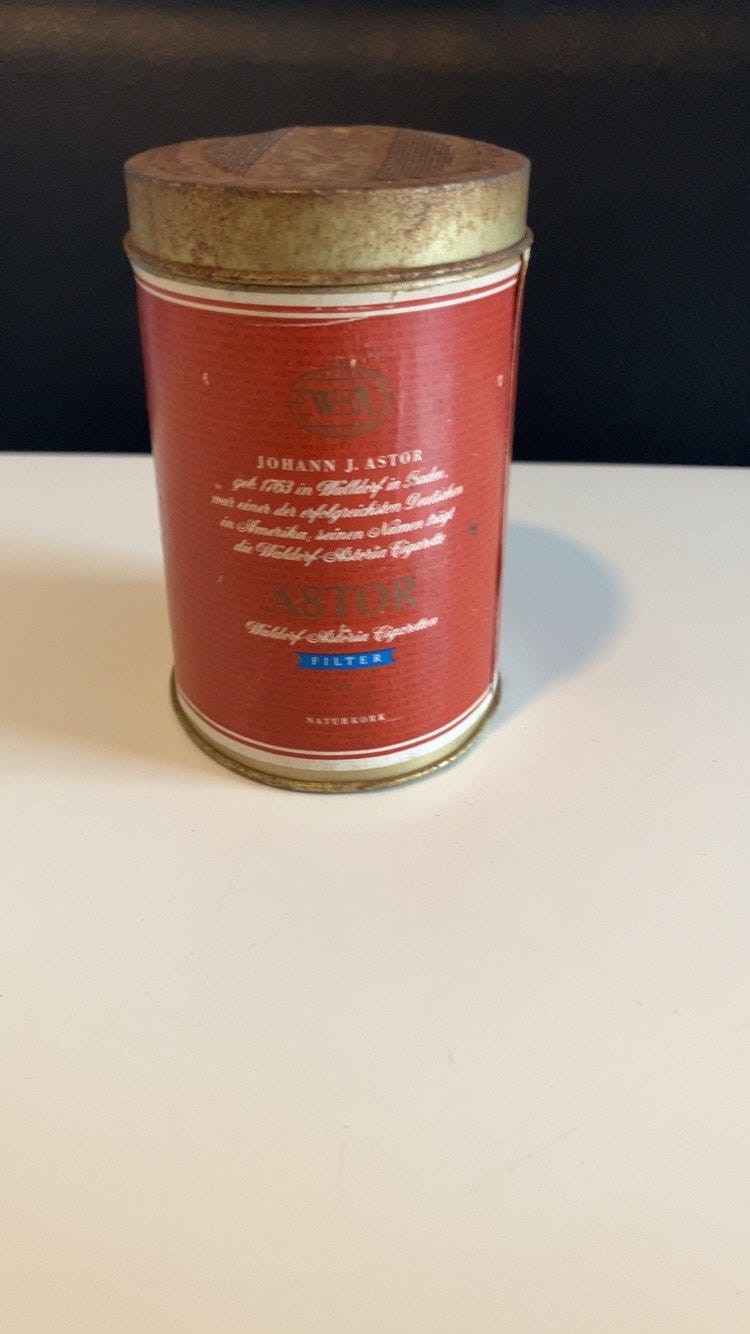 W A
JOHANN J. ASTOR
geb. 1763 in Walldorf in Baden,
war einer der erfolgreichsten Deutschen
in Amerika, seinen Namen trägt
die Waldorf-Astoria Cigarette
ASTOR
Waldorf-Astoria Cigaretten
FILTER
NATURKORK